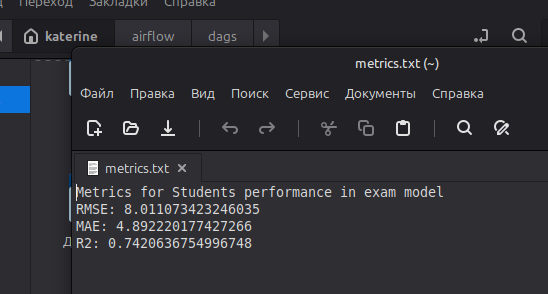 Переход Закладки Справка
katerine airflow dags
metrics.txt (~)
Файл Правка Вид Поиск Сервис Документы Справка
metrics.txt
Metrics for Students performance in exam model
RMSE: 8.011073423246035
MAE: 4.892220177427266
R2: 0.7420636754996748